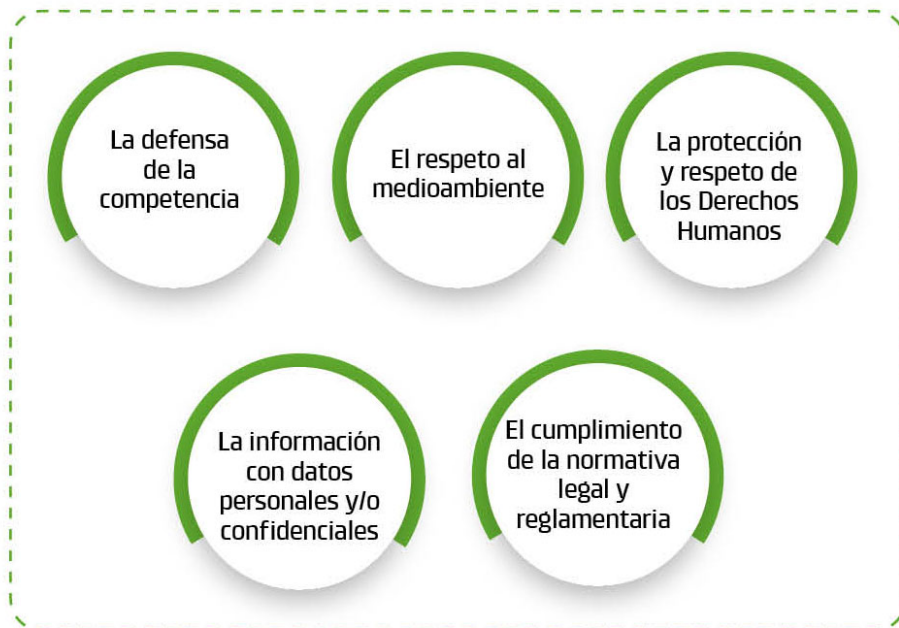 La defensa
de la
competencia
El respeto al
medioambiente
La protección
y respeto de
los Derechos
Humanos
La información
con datos
personales y/o
confidenciales
El cumplimiento
de la normativa
legal y
reglamentaria